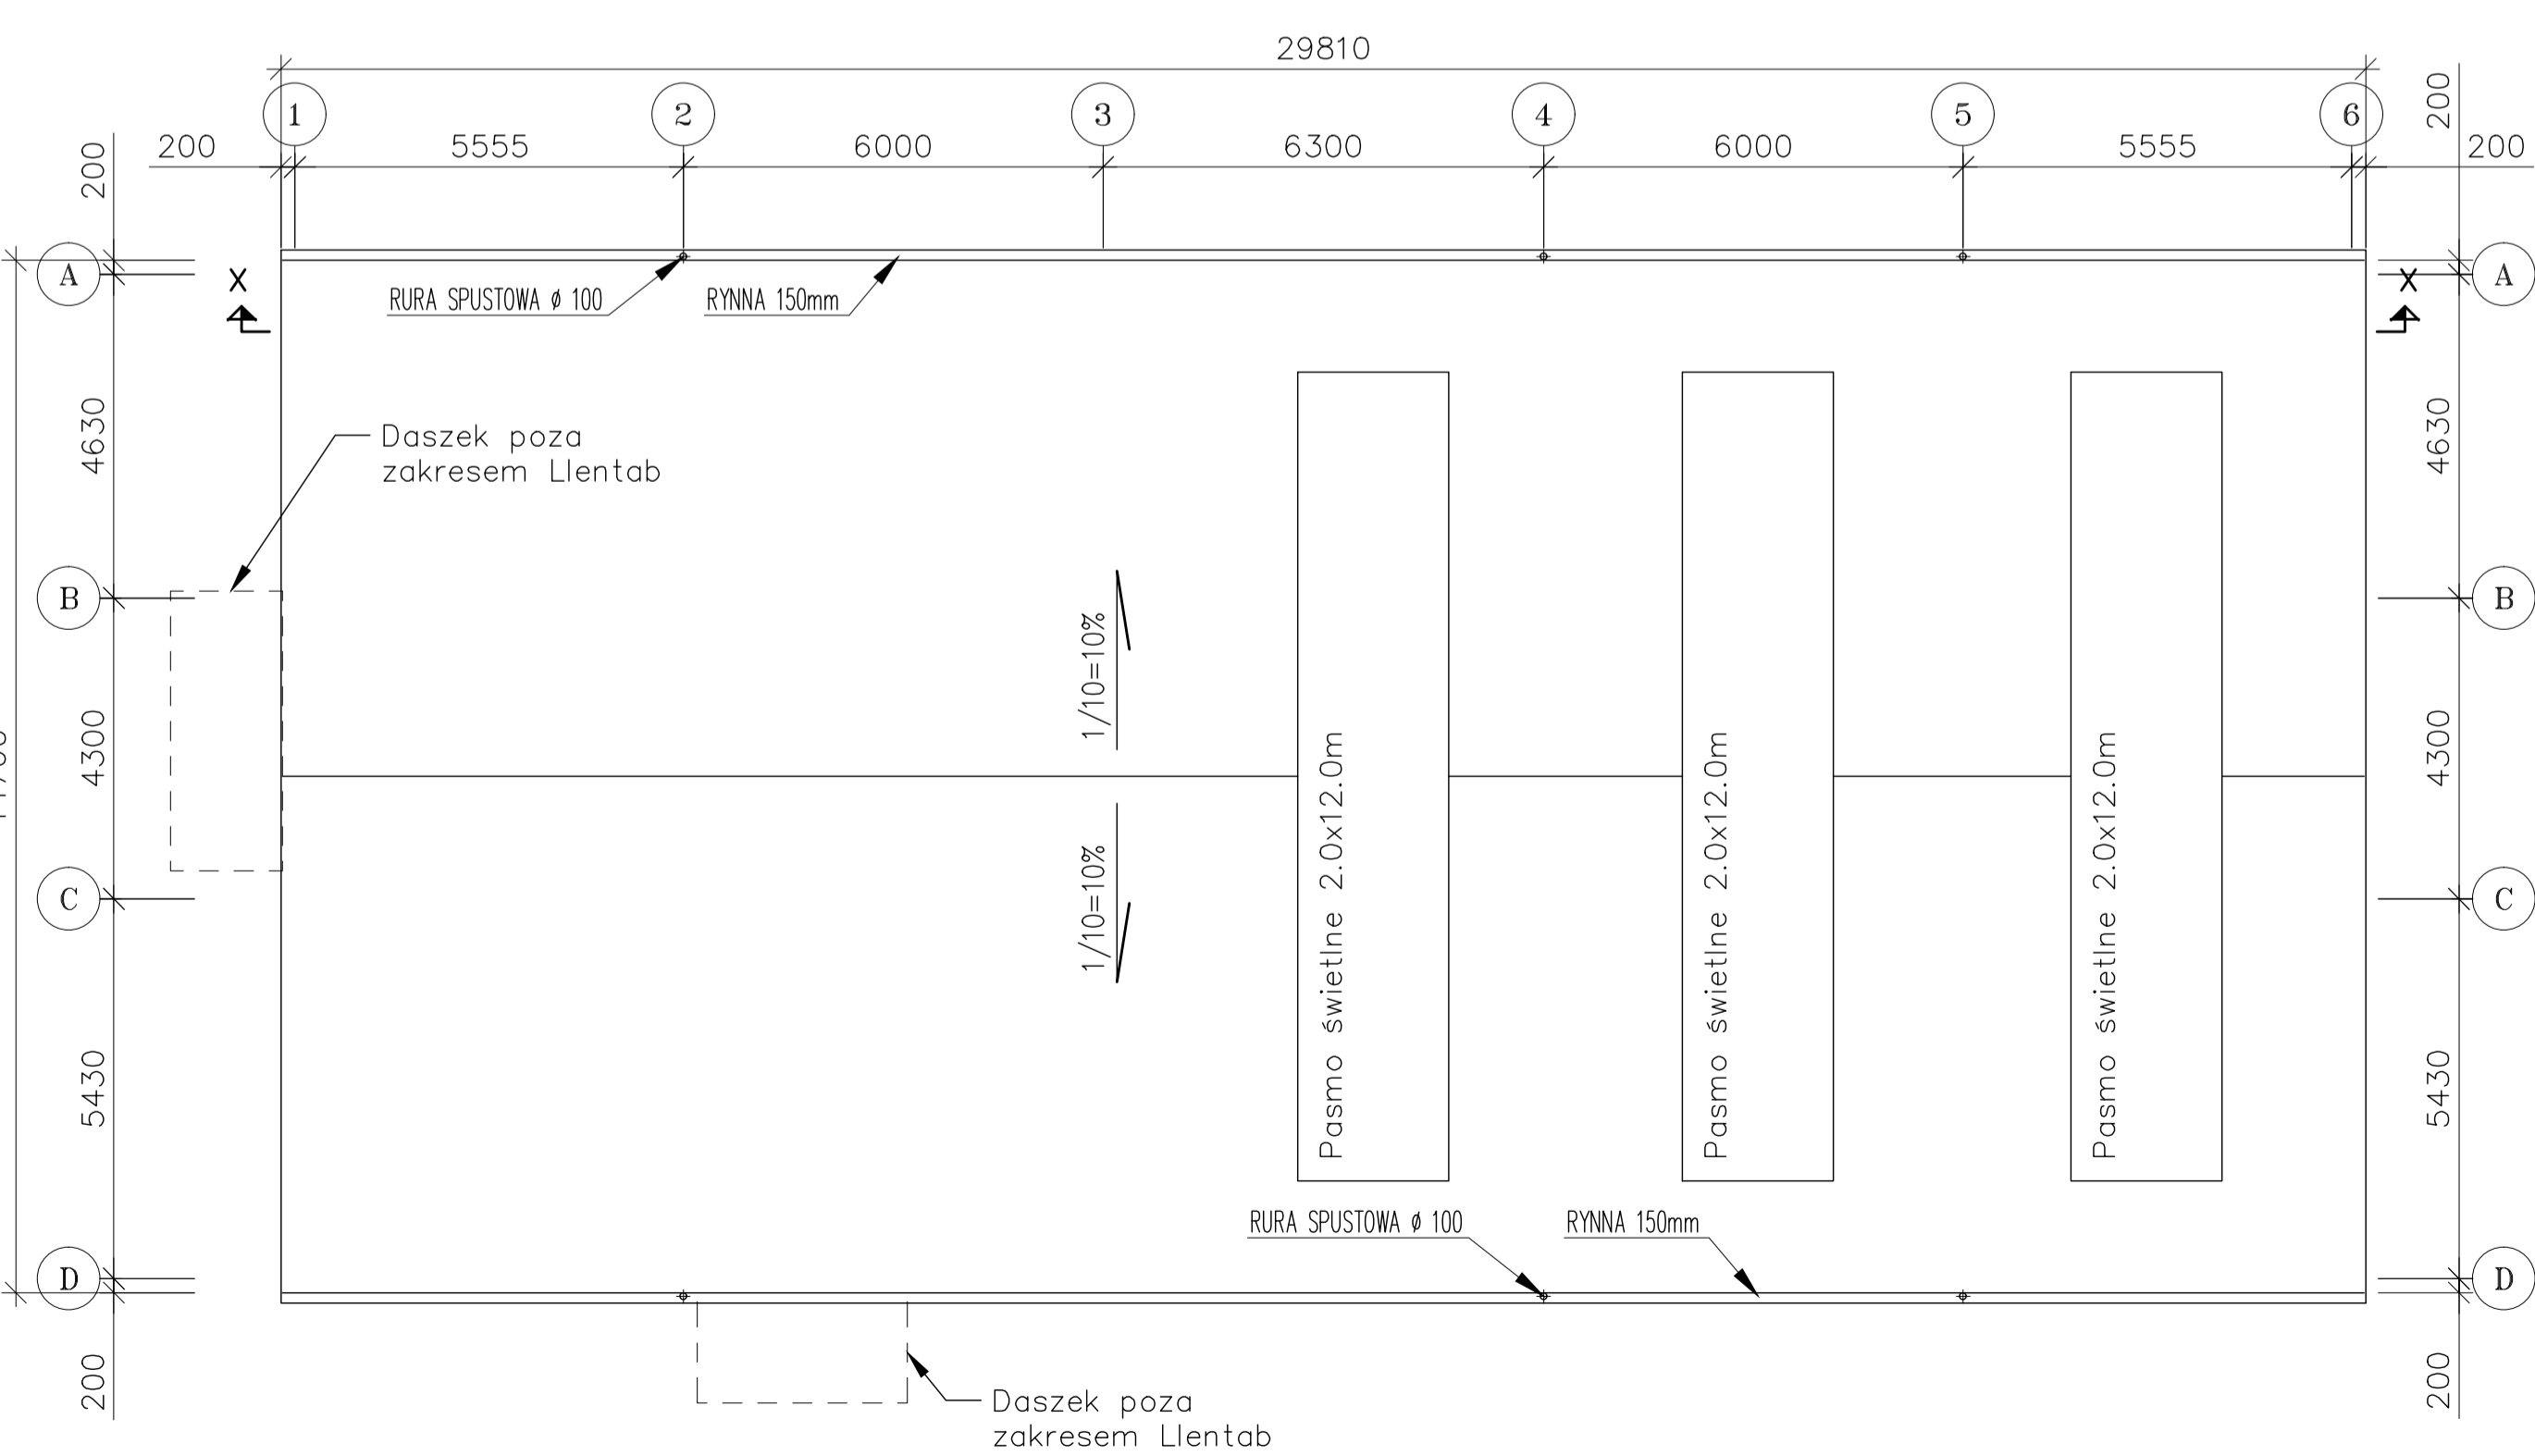 29810
1
2
3
4
5
6
200
200
5555
6000
6300
6000
5555
200
200
A
X
X
A
RURA SPUSTOWA ø 100
RYNNA 150mm
4630
4630
Daszek poza
zakresem Llentab
B
B
1/10=10%
4300
4300
Pasmo świetlne 2.0x12.0m
Pasmo świetlne 2.0x12.0m
Pasmo świetlne 2.0x12.0m
1/10=10%
C
C
5430
5430
RURA SPUSTOWA ø 100
RYNNA 150mm
D
D
200
200
Daszek poza
zakresem Llentab